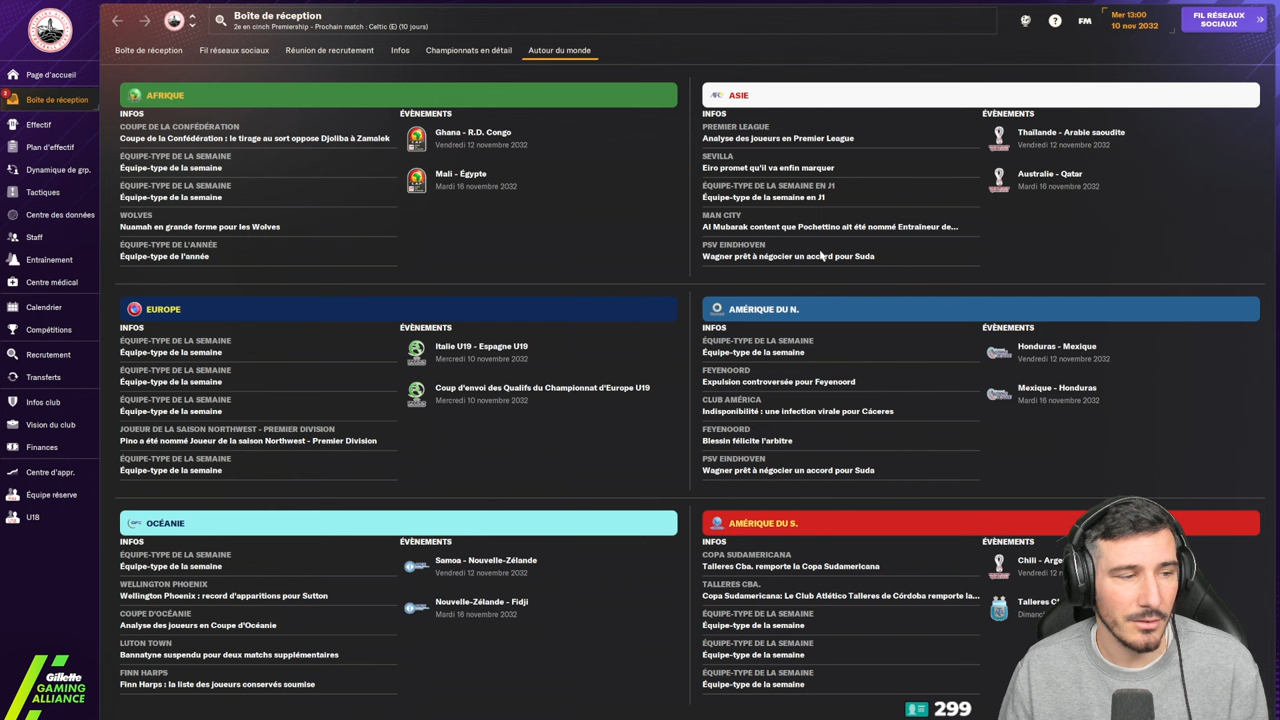 Boîte de réception
2e en cinch Premiership - Prochain match : Celtic (E) (10 jours)
FM
Mer 13:00
10 nov 2032
FIL RÉSEAUX
SOCIAUX
Boîte de réception
Fil réseaux sociaux
Réunion de recrutement
Infos
Championnats en détail
Autour du monde
Page d'accueil
2
Boîte de réception
Effectif
Plan d'effectif
Dynamique de grp.
Tactiques
Centre des données
Staff
Entraînement
Centre médical
Calendrier
Compétitions
Recrutement
Transferts
Infos club
Vision du club
Finances
Centre d'appr.
Équipe réserve
U18
Gillette
GAMING
ALLIANCE
AFRIQUE
INFOS
COUPE DE LA CONFÉDÉRATION
Coupe de la Confédération : le tirage au sort oppose Djoliba à Zamalek
ÉQUIPE-TYPE DE LA SEMAINE
Équipe-type de la semaine
ÉQUIPE-TYPE DE LA SEMAINE
Équipe-type de la semaine
WOLVES
Nuamah en grande forme pour les Wolves
ÉQUIPE-TYPE DE L'ANNÉE
Équipe-type de l'année
ÉVÈNEMENTS
Ghana - R.D. Congo
Vendredi 12 novembre 2032
Mali - Égypte
Mardi 16 novembre 2032
AFC
ASIE
INFOS
PREMIER LEAGUE
Analyse des joueurs en Premier League
SEVILLA
Eiro promet qu'il va enfin marquer
ÉQUIPE-TYPE DE LA SEMAINE EN J1
Équipe-type de la semaine en J1
MAN CITY
Al Mubarak content que Pochettino ait été nommé Entraîneur de...
PSV EINDHOVEN
Wagner prêt à négocier un accord pour Suda
ÉVÈNEMENTS
Thaïlande - Arabie saoudite
Vendredi 12 novembre 2032
Australie - Qatar
Mardi 16 novembre 2032
EUROPE
INFOS
ÉQUIPE-TYPE DE LA SEMAINE
Équipe-type de la semaine
ÉQUIPE-TYPE DE LA SEMAINE
Équipe-type de la semaine
ÉQUIPE-TYPE DE LA SEMAINE
Équipe-type de la semaine
JOUEUR DE LA SAISON NORTHWEST - PREMIER DIVISION
Pino a été nommé Joueur de la saison Northwest - Premier Division
ÉQUIPE-TYPE DE LA SEMAINE
Équipe-type de la semaine
ÉVÈNEMENTS
Italie U19 - Espagne U19
Mercredi 10 novembre 2032
Coup d'envoi des Qualifs du Championnat d'Europe U19
Mercredi 10 novembre 2032
AMÉRIQUE DU N.
INFOS
ÉQUIPE-TYPE DE LA SEMAINE
Équipe-type de la semaine
FEYENOORD
Expulsion controversée pour Feyenoord
CLUB AMÉRICA
Indisponibilité : une infection virale pour Cáceres
FEYENOORD
Blessin félicite l'arbitre
PSV EINDHOVEN
Wagner prêt à négocier un accord pour Suda
ÉVÈNEMENTS
Honduras - Mexique
Vendredi 12 novembre 2032
Mexique - Honduras
Mardi 16 novembre 2032
OFC
OCÉANIE
INFOS
ÉQUIPE-TYPE DE LA SEMAINE
Équipe-type de la semaine
WELLINGTON PHOENIX
Wellington Phoenix : record d'apparitions pour Sutton
COUPE D'OCÉANIE
Analyse des joueurs en Coupe d'Océanie
LUTON TOWN
Bannatyne suspendu pour deux matchs supplémentaires
FINN HARPS
Finn Harps : la liste des joueurs conservés soumise
ÉVÈNEMENTS
Samoa - Nouvelle-Zélande
Vendredi 12 novembre 2032
Nouvelle-Zélande - Fidji
Mardi 16 novembre 2032
AMÉRIQUE DU S.
INFOS
COPA SUDAMERICANA
Talleres Cba. remporte la Copa Sudamericana
TALLERES CBA.
Copa Sudamericana: Le Club Atlético Talleres de Córdoba remporte la...
ÉQUIPE-TYPE DE LA SEMAINE
Équipe-type de la semaine
ÉQUIPE-TYPE DE LA SEMAINE
Équipe-type de la semaine
ÉQUIPE-TYPE DE LA SEMAINE
Équipe-type de la semaine
ÉVÈNEMENTS
Chili - Arge
Vendredi 12
Talleres
299